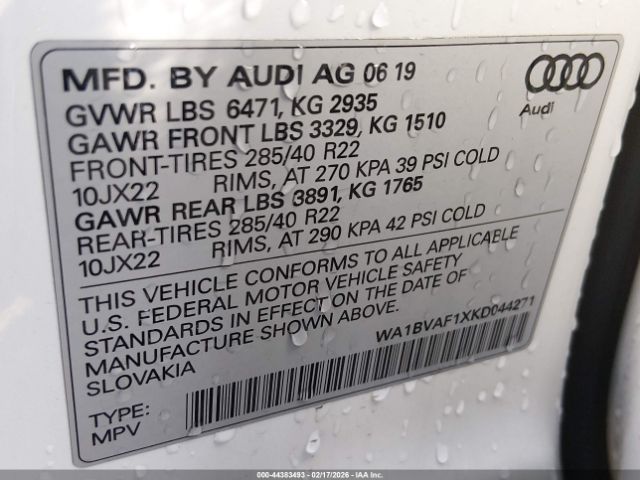 MFD. BY AUDI AG 06 19
Audi
GVWR LBS 6471, KG 2935
GAWR FRONT LBS 3329, KG 1510
FRONT-TIRES 285/40 R22
10JX22 RIMS, AT 270 KPA 39 PSI COLD
GAWR REAR LBS 3891, KG 1765
REAR-TIRES 285/40 R22
10JX22 RIMS, AT 290 KPA 42 PSI COLD
THIS VEHICLE CONFORMS TO ALL APPLICABLE
U.S. FEDERAL MOTOR VEHICLE SAFETY
STANDARDS IN EFFECT ON THE DATE OF
MANUFACTURE SHOWN ABOVE.
SLOVAKIA
WA1BVAF1XKD044271
TYPE:
MPV
000-44383493 - 02/17/2026 - IAA Inc.